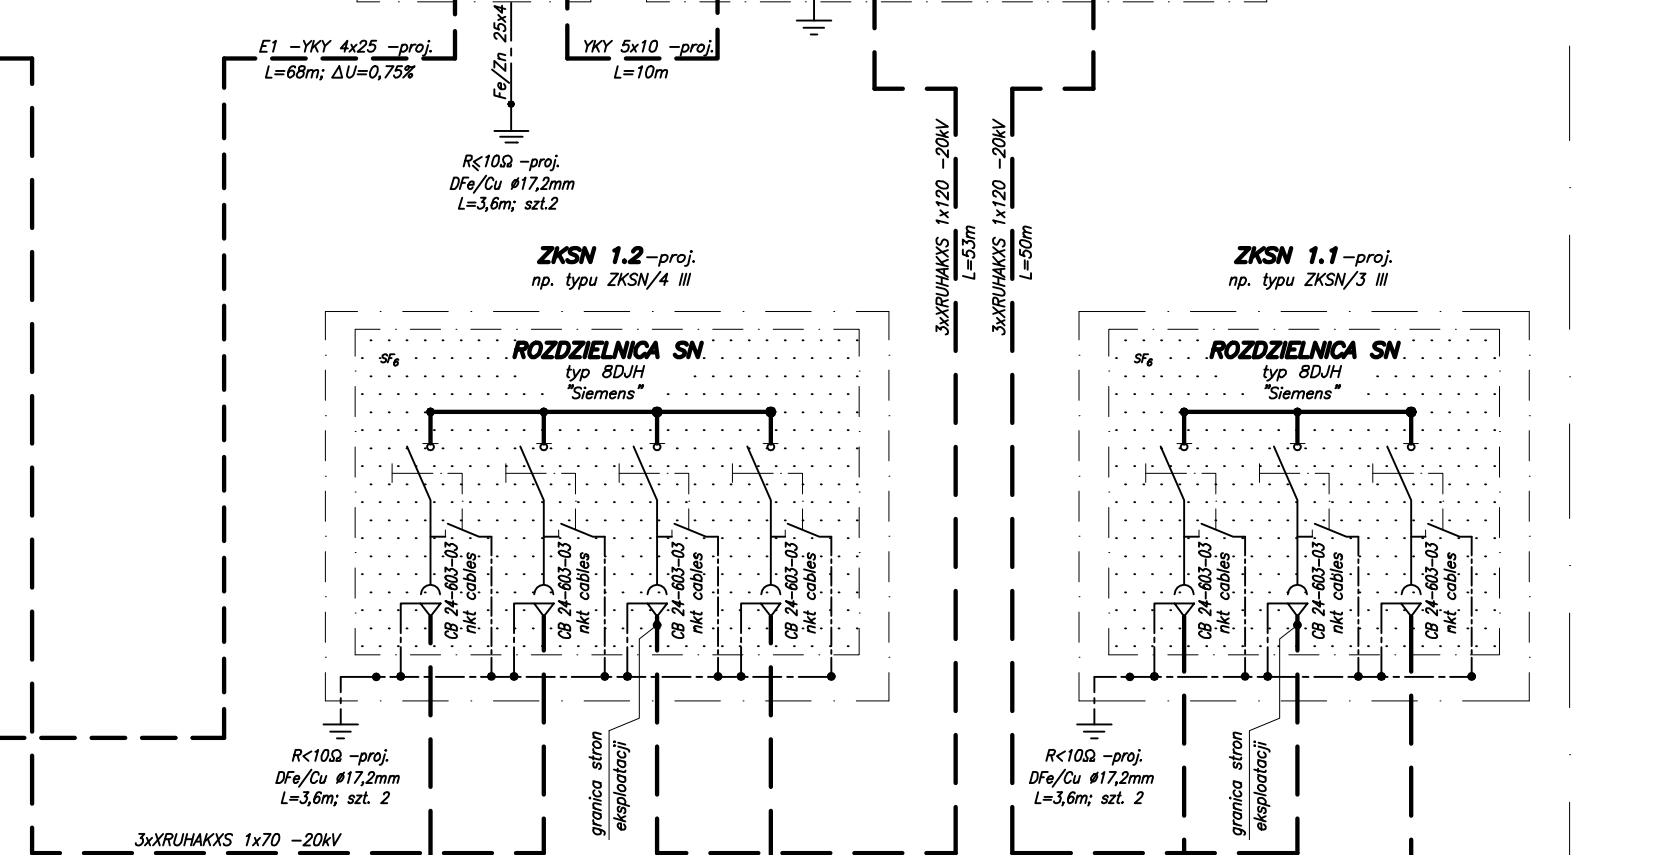 E1 -YKY 4x25 -proj.
L=68m; ΔU=0,75%
Fe/Zn 25x4
YKY 5x10 -proj.
L=10m
R≤10Ω -proj.
DFe/Cu ø17,2mm
L=3,6m; szt.2
3xXRUHAKXS 1x120 -20kV
L=53m
3xXRUHAKXS 1x120 -20kV
L=50m
ZKSN 1.2 -proj.
np. typu ZKSN/4 III
SF6
ROZDZIELNICA SN
typ 8DJH
"Siemens"
CB 24-603-03
nkt cables
CB 24-603-03
nkt cables
CB 24-603-03
nkt cables
CB 24-603-03
nkt cables
R<10Ω -proj.
DFe/Cu ø17,2mm
L=3,6m; szt. 2
granica stron
eksploatacji
3xXRUHAKXS 1x70 -20kV
ZKSN 1.1 -proj.
np. typu ZKSN/3 III
SF6
ROZDZIELNICA SN
typ 8DJH
"Siemens"
CB 24-603-03
nkt cables
CB 24-603-03
nkt cables
CB 24-603-03
nkt cables
R<10Ω -proj.
DFe/Cu ø17,2mm
L=3,6m; szt. 2
granica stron
eksploatacji